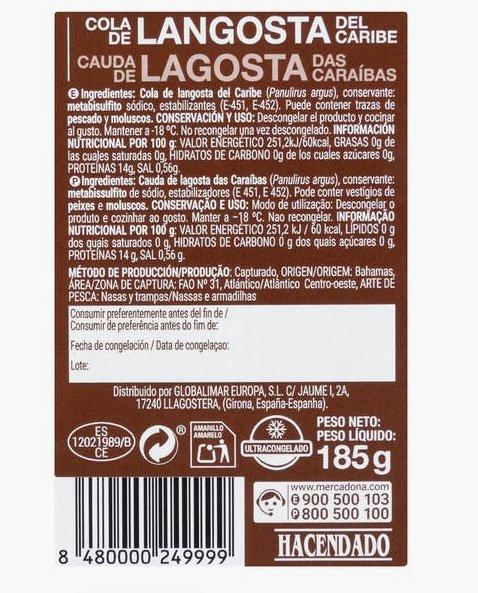 COLA DE LANGOSTA DEL CARIBE
CAUDA DE LAGOSTA DAS CARAÍBAS
E Ingredientes: Cola de langosta del Caribe (Panulirus argus), conservante:
metabisulfito sódico, estabilizantes (E-451, E-452). Puede contener trazas de
pescado y moluscos. CONSERVACIÓN Y USO: Descongelar el producto y cocinar
al gusto. Mantener a -18 ºC. No recongelar una vez descongelado. INFORMACIÓN
NUTRICIONAL POR 100 g: VALOR ENERGÉTICO 251,2kJ/60kcal, GRASAS 0g de
las cuales saturadas 0g, HIDRATOS DE CARBONO 0g de los cuales azúcares 0g,
PROTEÍNAS 14g, SAL 0,56g.
P Ingredientes: Cauda de lagosta das Caraíbas (Panulirus argus), conservante:
metabissulfito de sódio, estabilizadores (E 451, E 452). Pode conter vestígios de
peixes e moluscos. CONSERVAÇÃO E USO: Modo de utilização: Descongelar o
produto e cozinhar ao gosto. Manter a −18 °C. Não recongelar. INFORMAÇÃO
NUTRICIONAL POR 100 g: VALOR ENERGÉTICO 251,2 kJ / 60 kcal, LÍPIDOS 0 g
dos quais saturados 0 g, HIDRATOS DE CARBONO 0 g dos quais açúcares 0 g,
PROTEÍNAS 14 g, SAL 0,56 g.
MÉTODO DE PRODUCCIÓN/PRODUÇÃO: Capturado, ORIGEN/ORIGEM: Bahamas,
ÁREA/ZONA DE CAPTURA: FAO Nº 31, Atlántico/Atlântico Centro-oeste, ARTE DE
PESCA: Nasas y trampas/Nassas e armadilhas
Consumir preferentemente antes del fin de /
Consumir de preferência antes do fim de:
Fecha de congelación / Data de congelaçao:
Lote:
Distribuido por GLOBALIMAR EUROPA, S.L. C/ JAUME I, 2A,
17240 LLAGOSTERA, (Girona, España-Espanha).
ES
12021989/B
CE
®
AMARILLO
AMARELO
ULTRACONGELADO
PESO NETO:
PESO LÍQUIDO:
185g
www.mercadona.com
E 900 500 103
P 800 500 100
HACENDADO
8 480000 249999